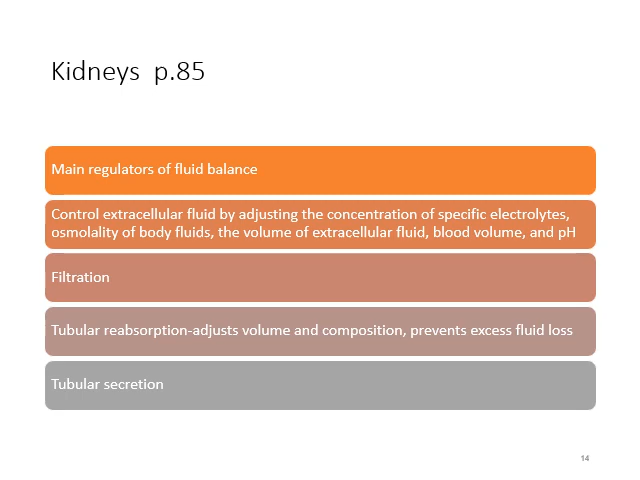 Kidneys  p.85
Main regulators of fluid balance
Control extracellular fluid by adjusting the concentration of specific electrolytes,
osmolality of body fluids, the volume of extracellular fluid, blood volume, and pH
Filtration
Tubular reabsorption-adjusts volume and composition, prevents excess fluid loss
Tubular secretion
14